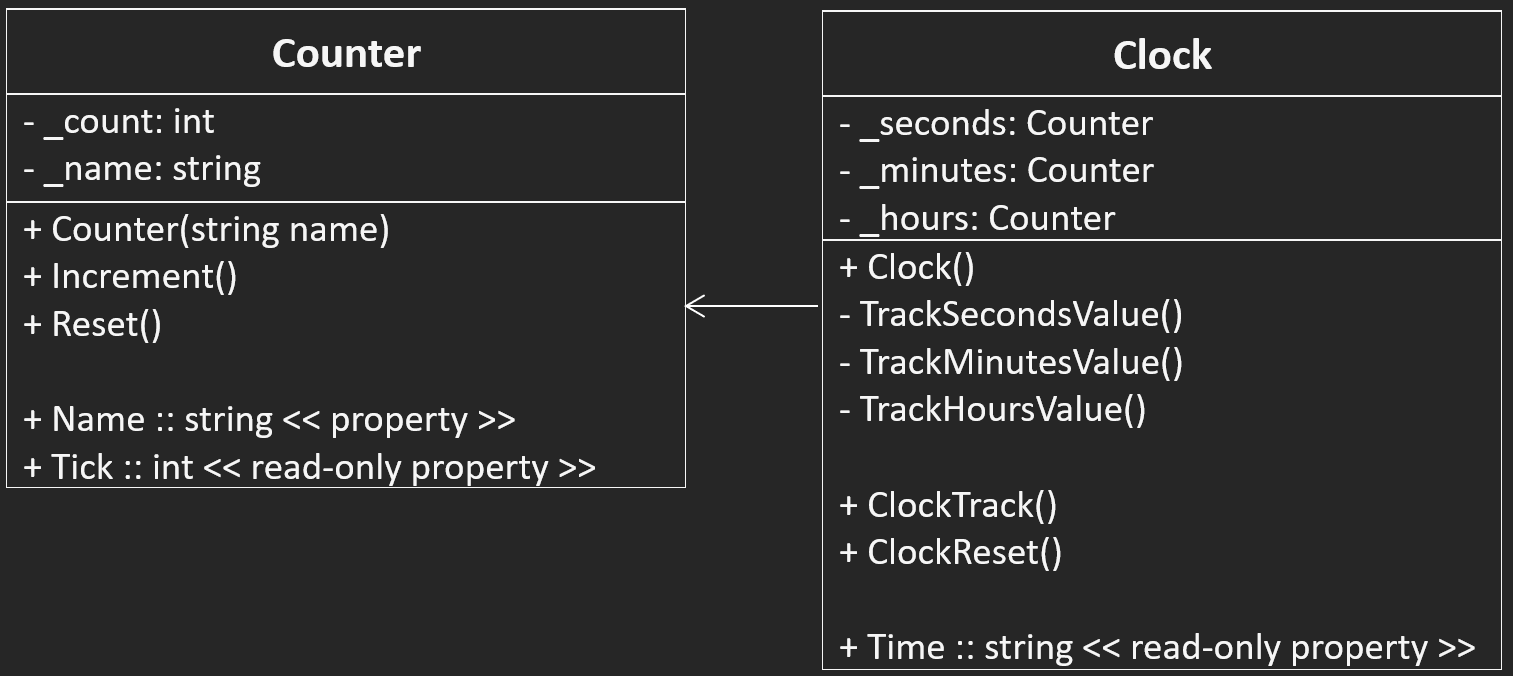 Counter
- _count: int
- _name: string
+ Counter(string name)
+ Increment()
+ Reset()
+ Name :: string << property >>
+ Tick :: int << read-only property >>
Clock
- _seconds: Counter
- _minutes: Counter
- _hours: Counter
+ Clock()
- TrackSecondsValue()
- TrackMinutesValue()
- TrackHoursValue()
+ ClockTrack()
+ ClockReset()
+ Time :: string << read-only property >>